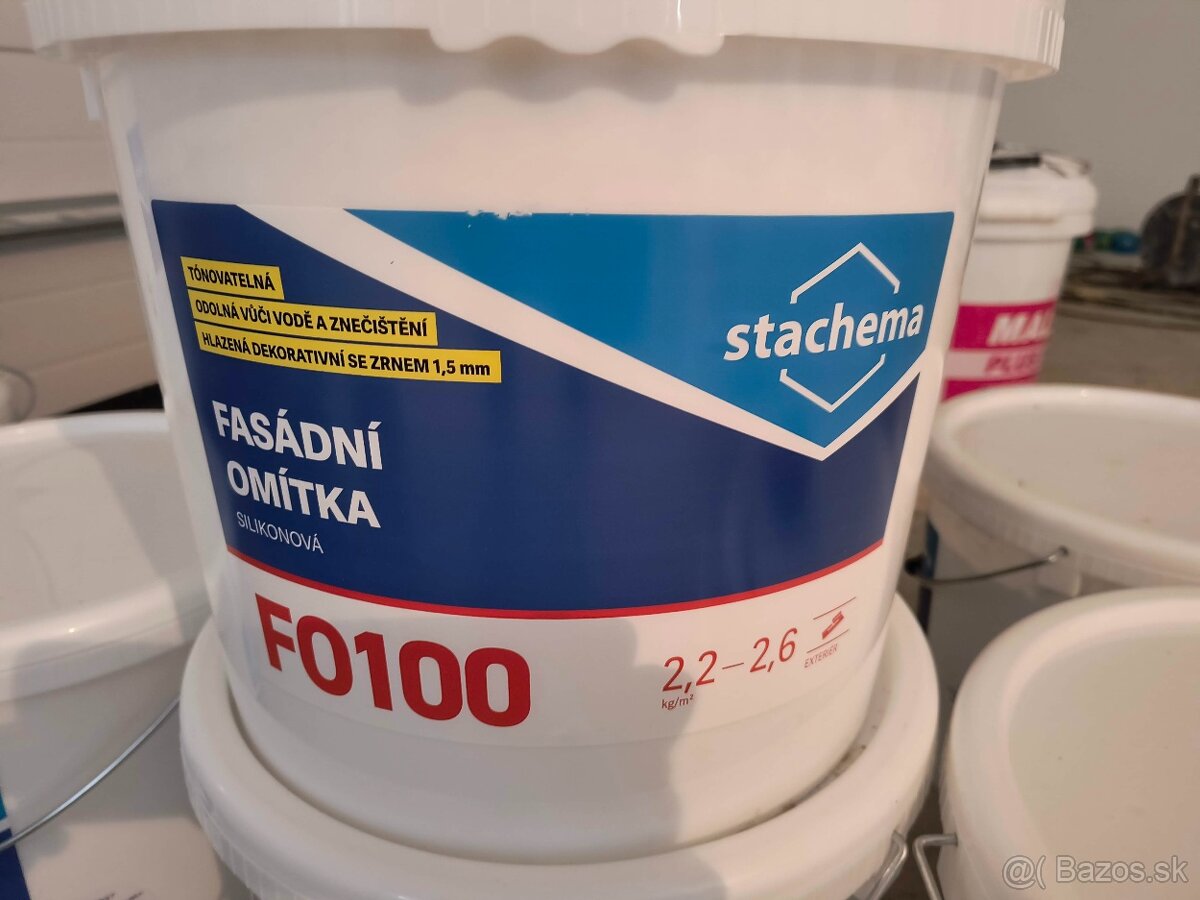 TÓNOVATELNÁ
ODOLNÁ VŮČI VODĚ A ZNEČIŠTĚNÍ
HLAZENÁ DEKORATIVNÍ SE ZRNEM 1,5 mm
stachema
FASÁDNÍ
OMÍTKA
SILIKONOVÁ
FO100
2,2–2,6
kg/m²
EXTERIÉR
@( Bazos.sk